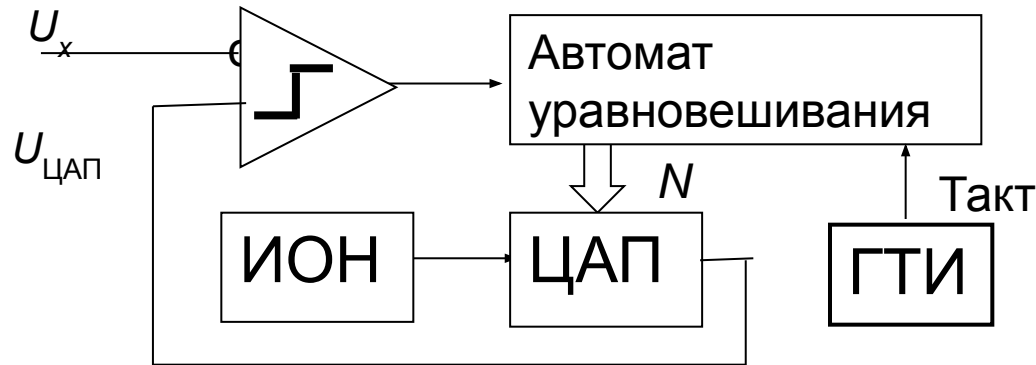 Ux
Автомат
уравновешивания
UЦАП
N
Такт
ИОН
ЦАП
ГТИ